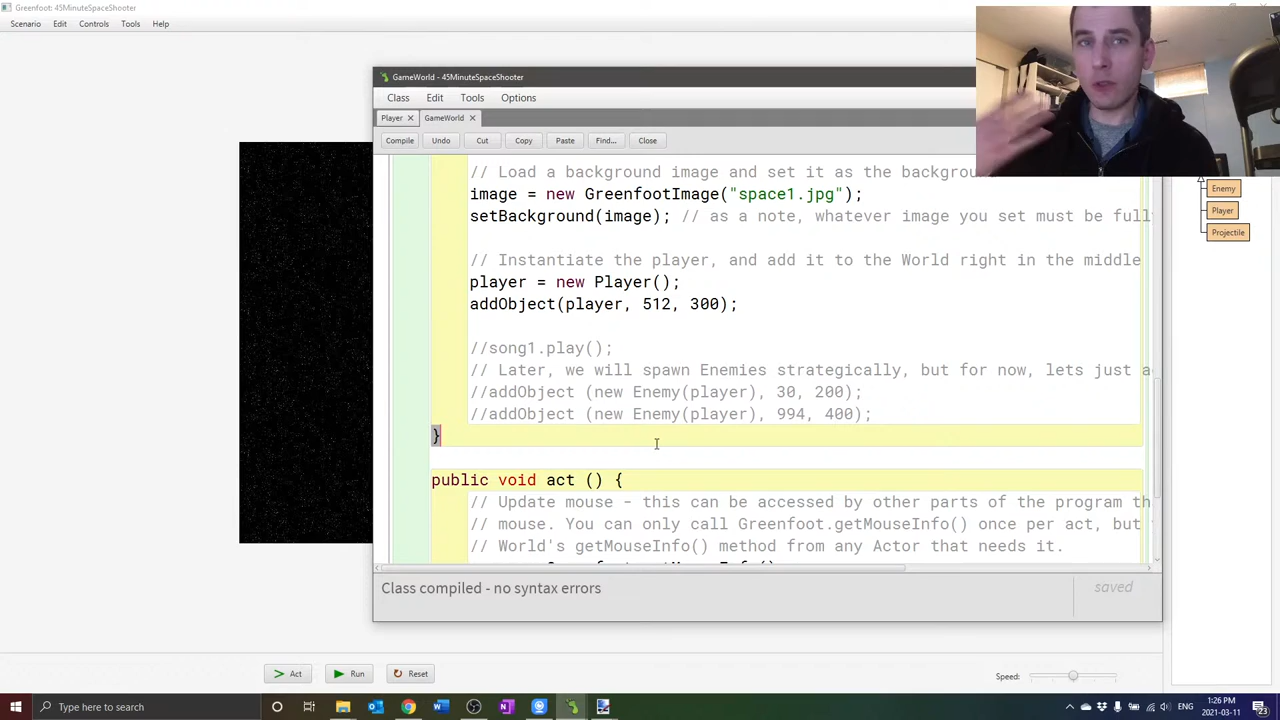 Greenfoot: 45MinuteSpaceShooter
Scenario Edit Controls Tools Help
GameWorld - 45MinuteSpaceShooter
Class Edit Tools Options
Player GameWorld
Compile Undo Cut Copy Paste Find... Close
// Load a background image and set it as the backgrou
image = new GreenfootImage("space1.jpg");
setBackground(image); // as a note, whatever image you set must be ful
// Instantiate the player, and add it to the World right in the middle
player = new Player();
addObject(player, 512, 300);
//song1.play();
// Later, we will spawn Enemies strategically, but for now, lets just a
//addObject (new Enemy(player), 30, 200);
//addObject (new Enemy(player), 994, 400);
}
public void act () {
// Update mouse - this can be accessed by other parts of the program th
// mouse. You can only call Greenfoot.getMouseInfo() once per act, but
// World's getMouseInfo() method from any Actor that needs it.
Class compiled - no syntax errors
saved
Enemy
Player
Projectile
Act Run Reset
Speed:
Type here to search
ENG
1:26 PM
2021-03-11
23